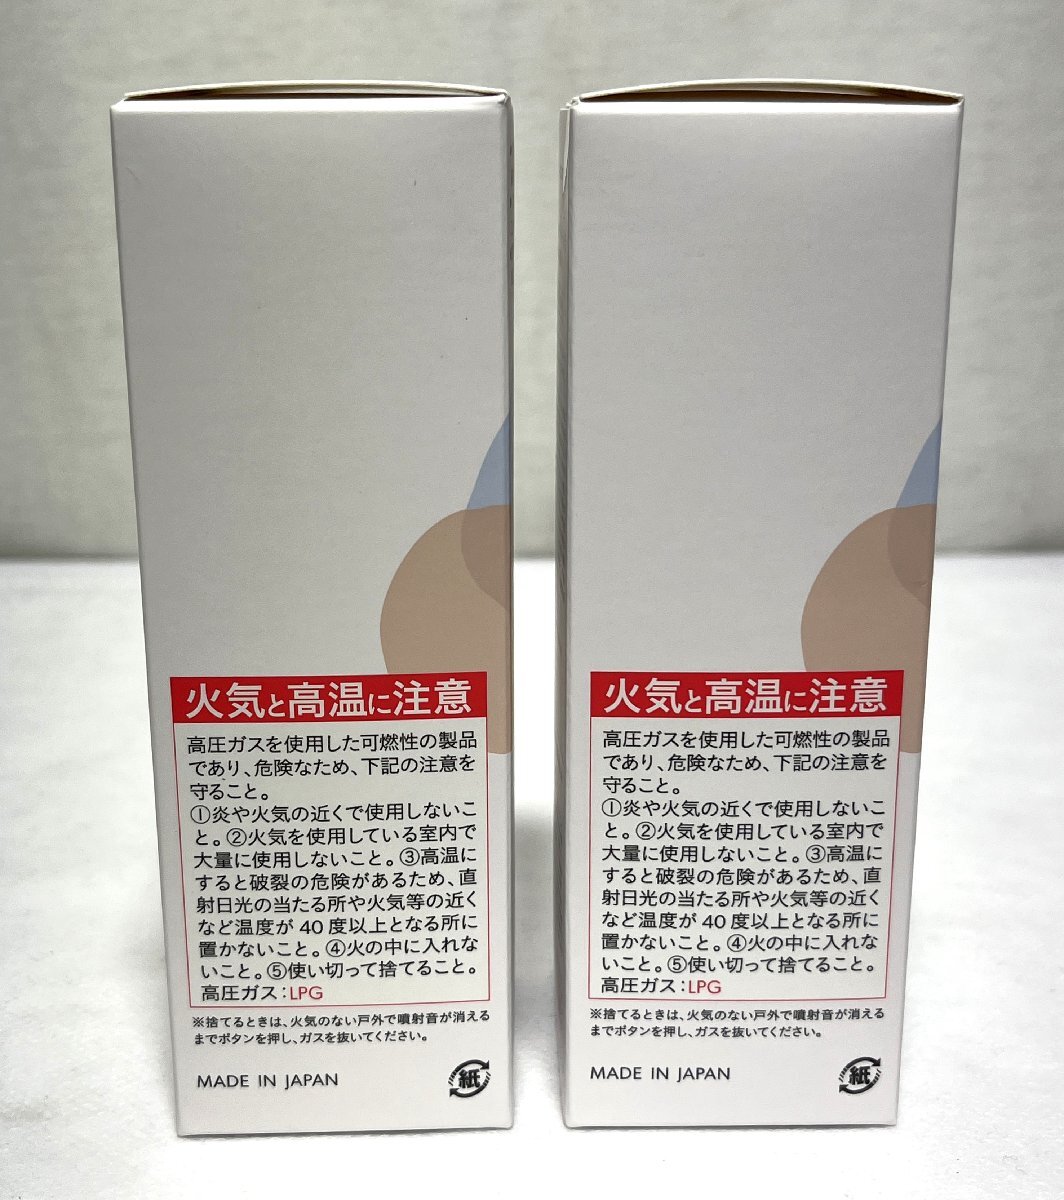 火気と高温に注意
高圧ガスを使用した可燃性の製品
であり、危険なため、下記の注意を
守ること。
①炎や火気の近くで使用しないこ
と。②火気を使用している室内で
大量に使用しないこと。③高温に
すると破裂の危険があるため、直
射日光の当たる所や火気等の近く
など温度が 40 度以上となる所に
置かないこと。④火の中に入れな
いこと。⑤使い切って捨てること。
高圧ガス：LPG
※捨てるときは、火気のない戸外で噴射音が消える
までボタンを押し、ガスを抜いてください。
MADE IN JAPAN
紙
火気と高温に注意
高圧ガスを使用した可燃性の製品
であり、危険なため、下記の注意を
守ること。
①炎や火気の近くで使用しないこ
と。②火気を使用している室内で
大量に使用しないこと。③高温に
すると破裂の危険があるため、直
射日光の当たる所や火気等の近く
など温度が 40 度以上となる所に
置かないこと。④火の中に入れな
いこと。⑤使い切って捨てること。
高圧ガス：LPG
※捨てるときは、火気のない戸外で噴射音が消える
までボタンを押し、ガスを抜いてください。
MADE IN JAPAN
紙